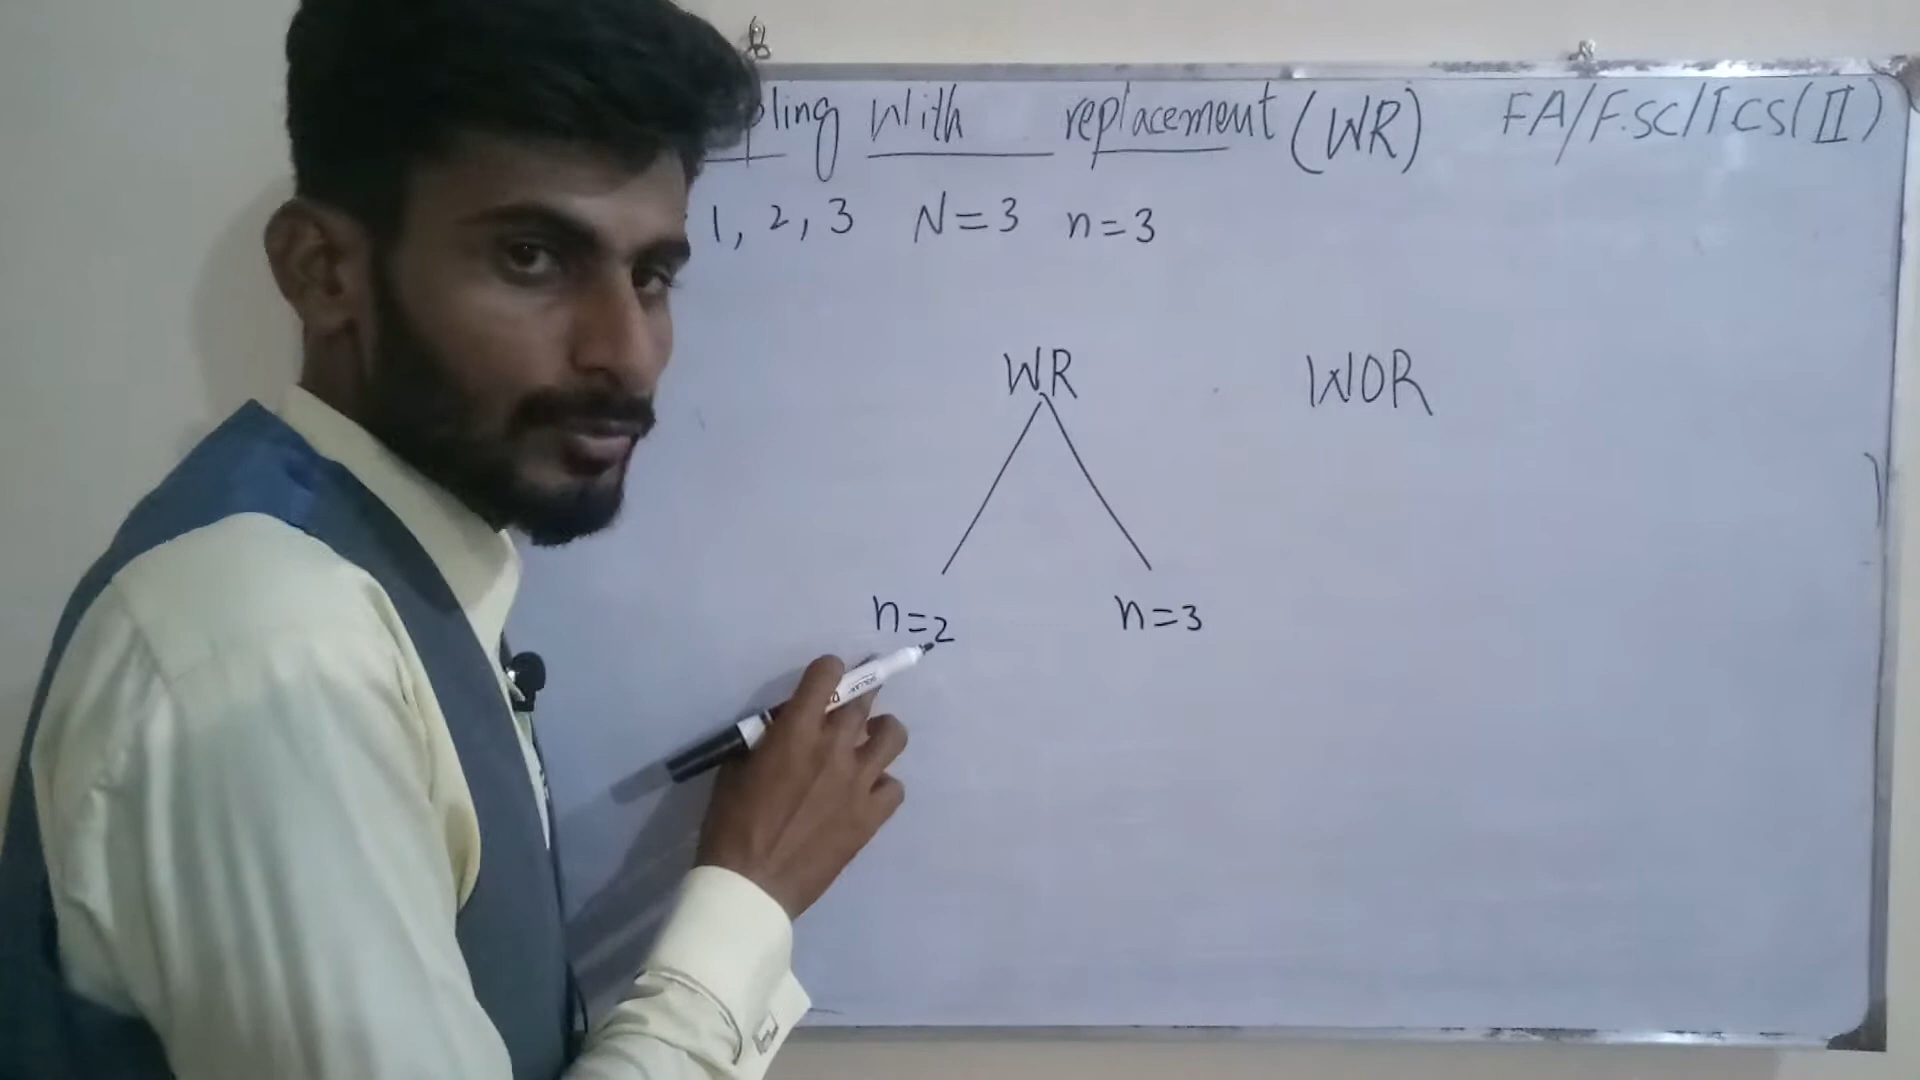 pling With replacement (WR) FA/F.SC/ICS(II)
1, 2, 3 N=3 n=3
WR WOR
n=2 n=3